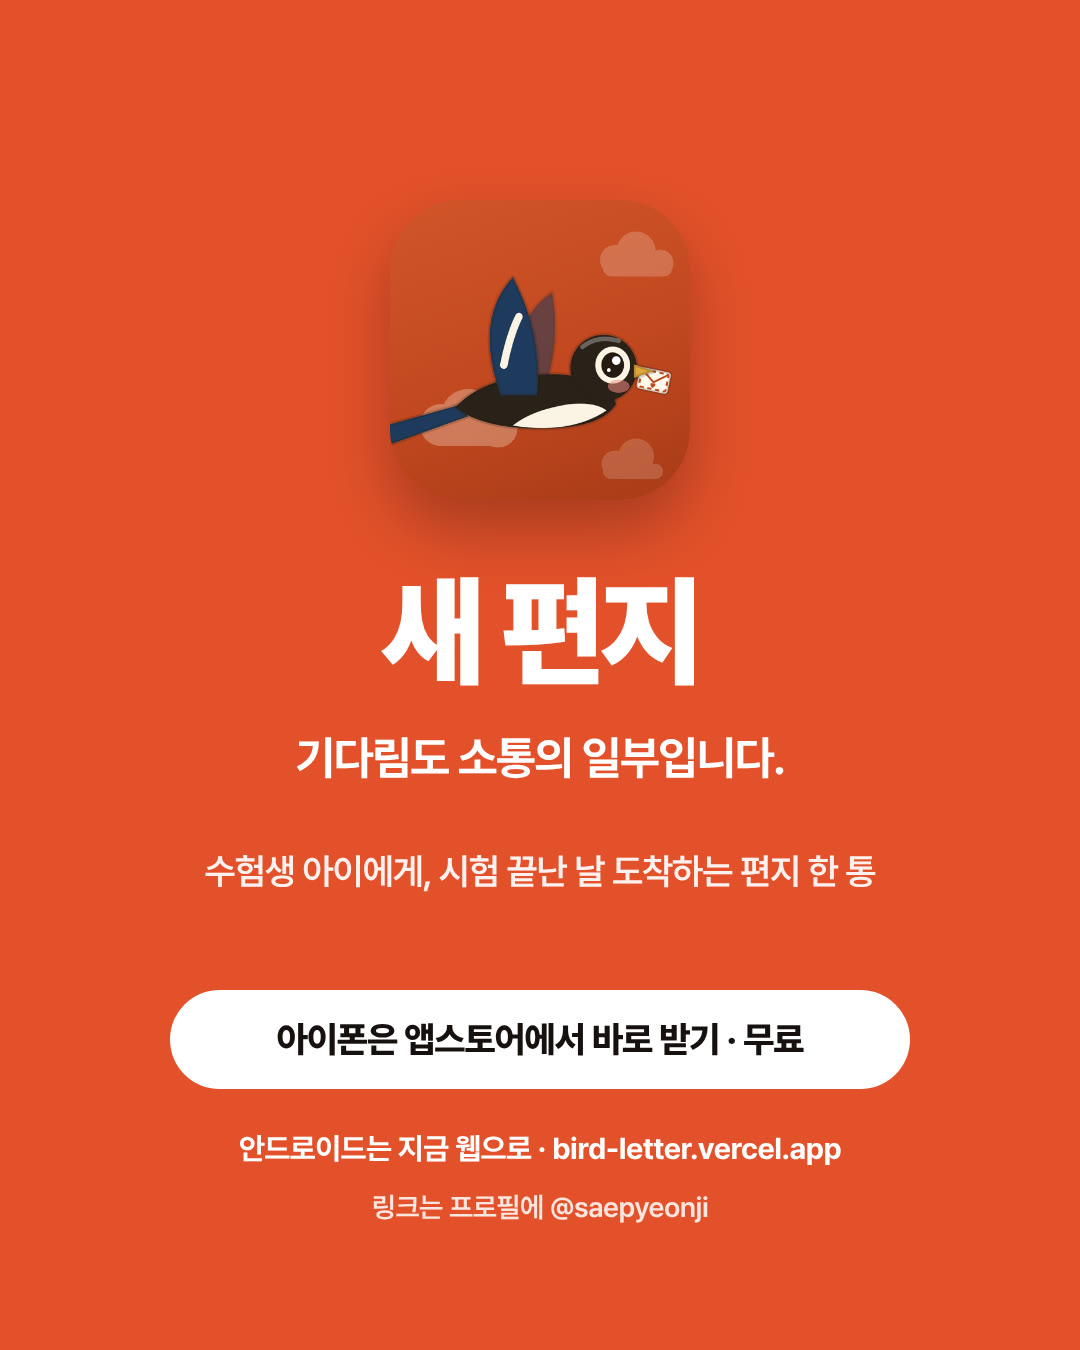 새 편지
기다림도 소통의 일부입니다.
수험생 아이에게, 시험 끝난 날 도착하는 편지 한 통
아이폰은 앱스토어에서 바로 받기 · 무료
안드로이드는 지금 웹으로 · bird-letter.vercel.app
링크는 프로필에 @saepyeonji